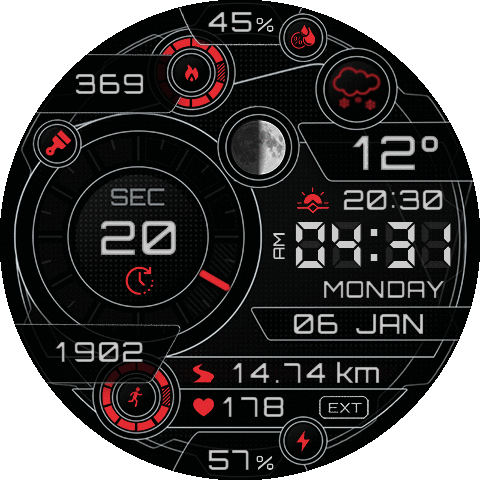 45%
369
12°
SEC
20
20:30
AM 04:31
MONDAY
06 JAN
1902
14.74 km
178 EXT
57%